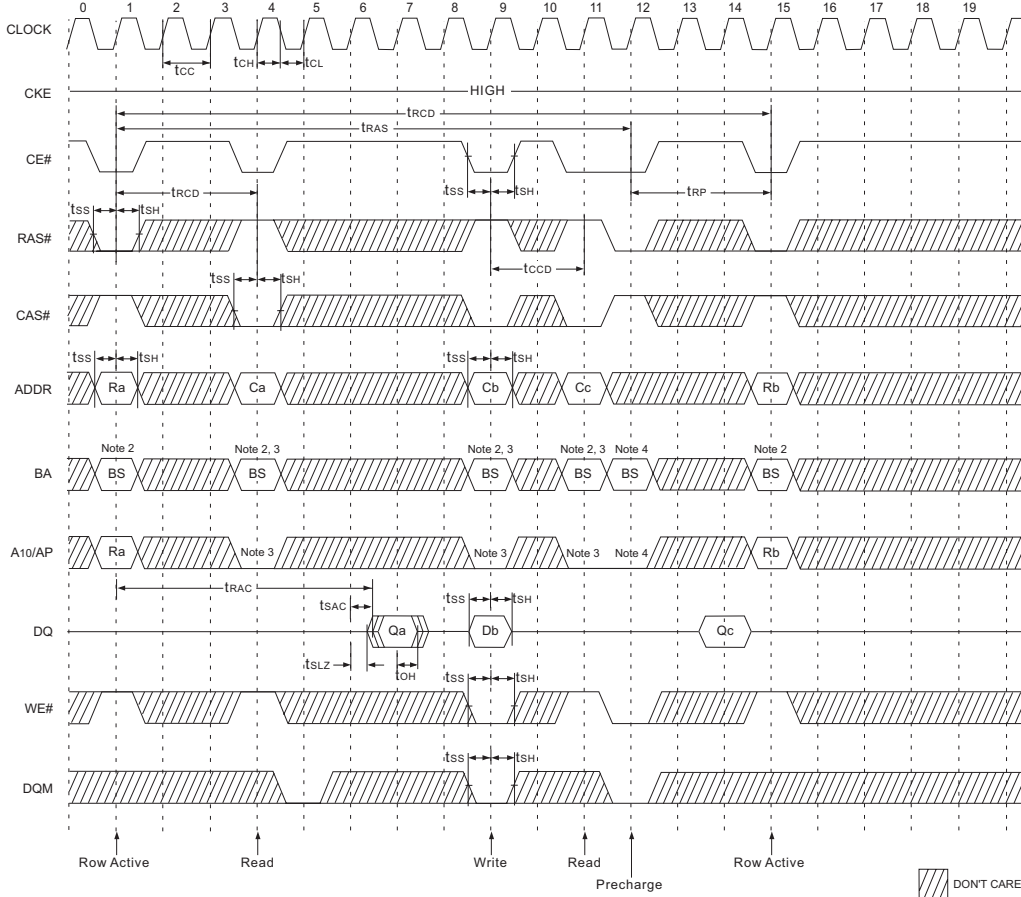 0 1 2 3 4 5 6 7 8 9 10 11 12 13 14 15 16 17 18 19
CLOCK
tCC tCH tCL
CKE HIGH
tRCD
tRAS
CE#
tRCD tSS tSH tRP
tSS tSH
RAS#
tCCD
tSS tSH
CAS#
tSS tSH tSS tSH
ADDR Ra Ca Cb Cc Rb
Note 2 Note 2, 3 Note 2, 3 Note 2, 3 Note 4 Note 2
BA BS BS BS BS BS BS
A10/AP Ra Note 3 Note 3 Note 3 Note 4 Rb
tRAC
tSAC tSS tSH
DQ Qa Db Qc
tSLZ tOH
tSS tSH
WE#
tSS tSH
DQM
Row Active Read Write Read Row Active
Precharge
DON'T CARE